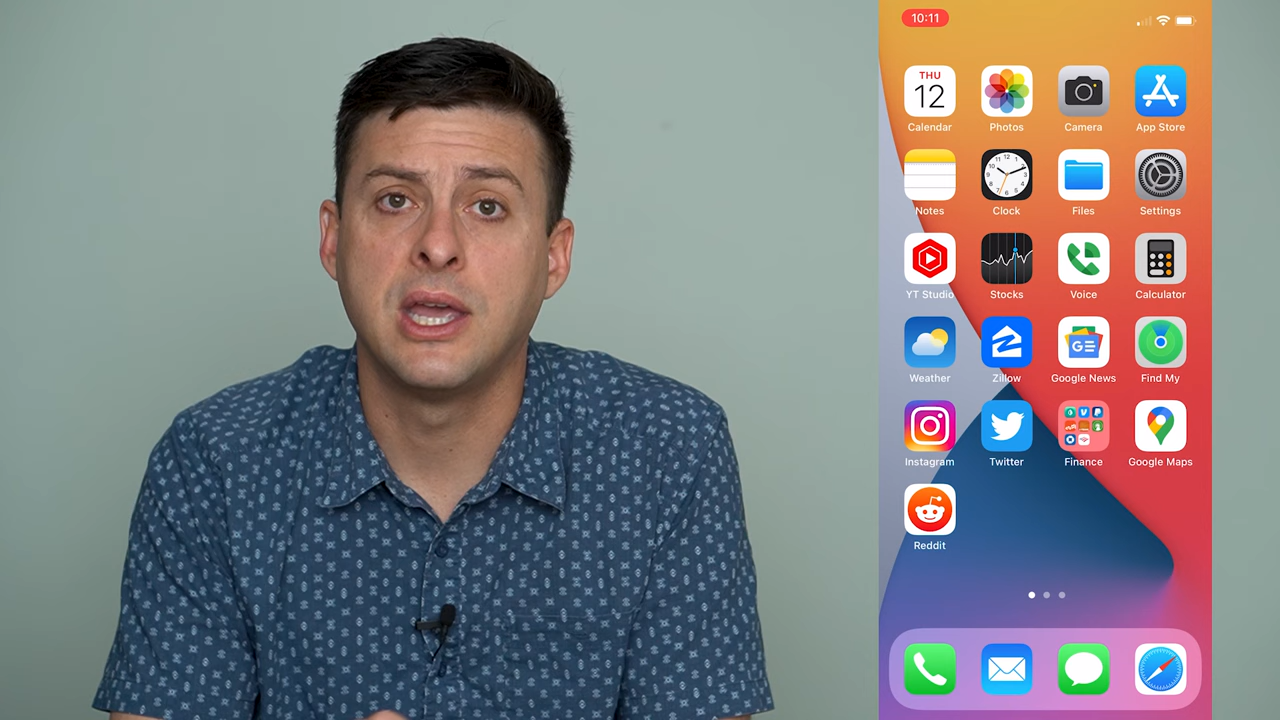 10:11
THU
12
Calendar Photos Camera App Store
Notes Clock Files Settings
YT Studio Stocks Voice Calculator
GE
Weather Zillow Google News Find My
Instagram Twitter Finance Google Maps
Reddit